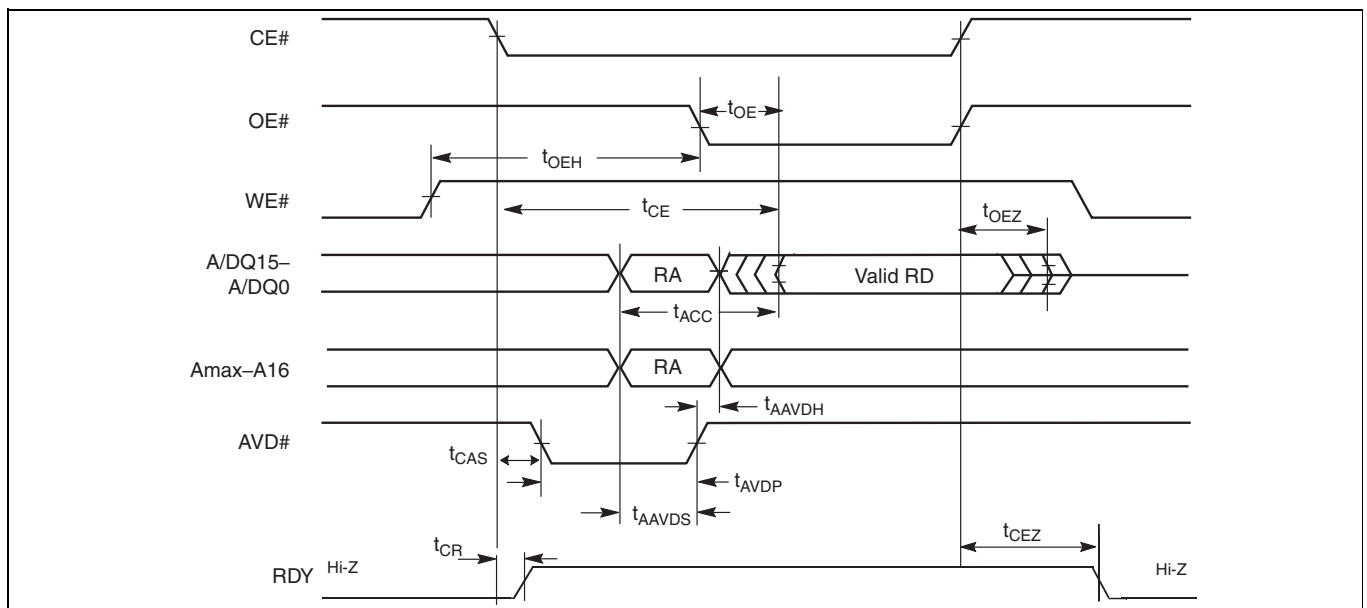 CE#
OE#
tOE
tOEH
WE#
tCE
tOEZ
A/DQ15–
A/DQ0
RA
Valid RD
tACC
Amax–A16
RA
tAAVDH
AVD#
tCAS
tAVDP
tAAVDS
tCEZ
tCR
RDY
Hi-Z
Hi-Z